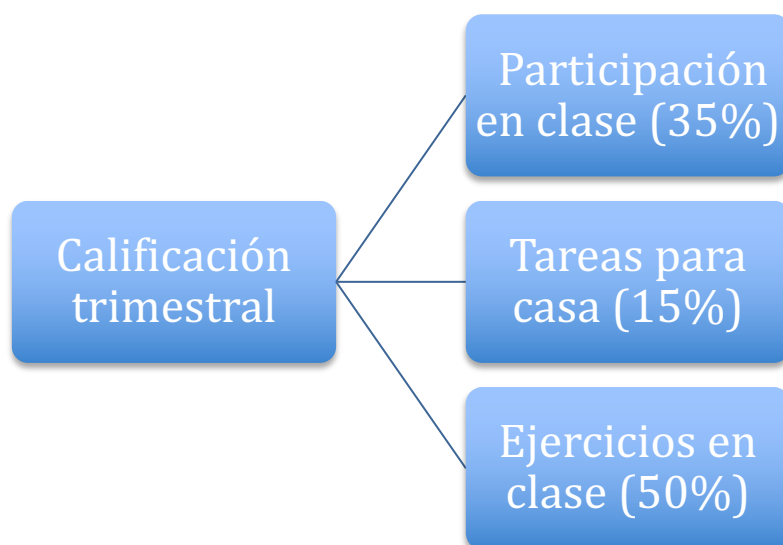 Participación
en clase (35%)
Calificación
trimestral
Tareas para
casa (15%)
Ejercicios en
clase (50%)